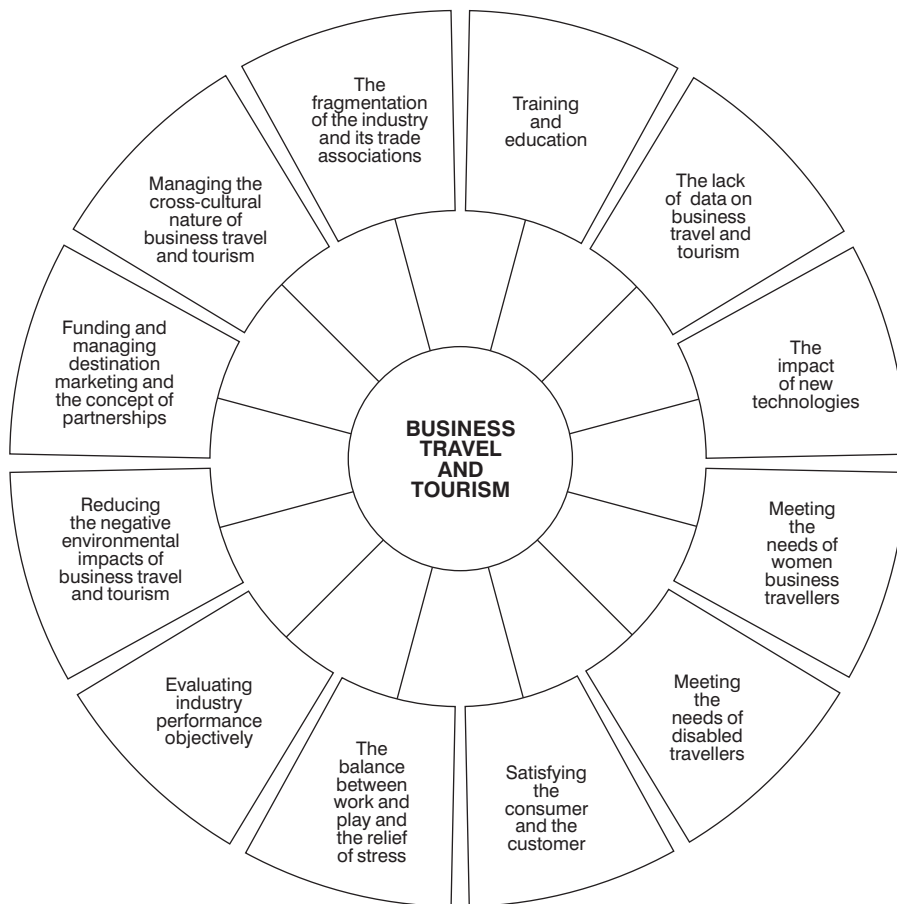 The
fragmentation
of the industry
and its trade
associations
Training
and
education
The lack
of data on
business
travel and
tourism
The
impact
of new
technologies
Meeting
the
needs of
women
business
travellers
Meeting
the
needs of
disabled
travellers
Satisfying
the
consumer
and the
customer
The
balance
between
work and
play and
the relief
of stress
Evaluating
industry
performance
objectively
Reducing
the negative
environmental
impacts of
business travel
and tourism
Funding and
managing
destination
marketing and
the concept of
partnerships
Managing the
cross-cultural
nature of
business travel
and tourism
BUSINESS
TRAVEL
AND
TOURISM